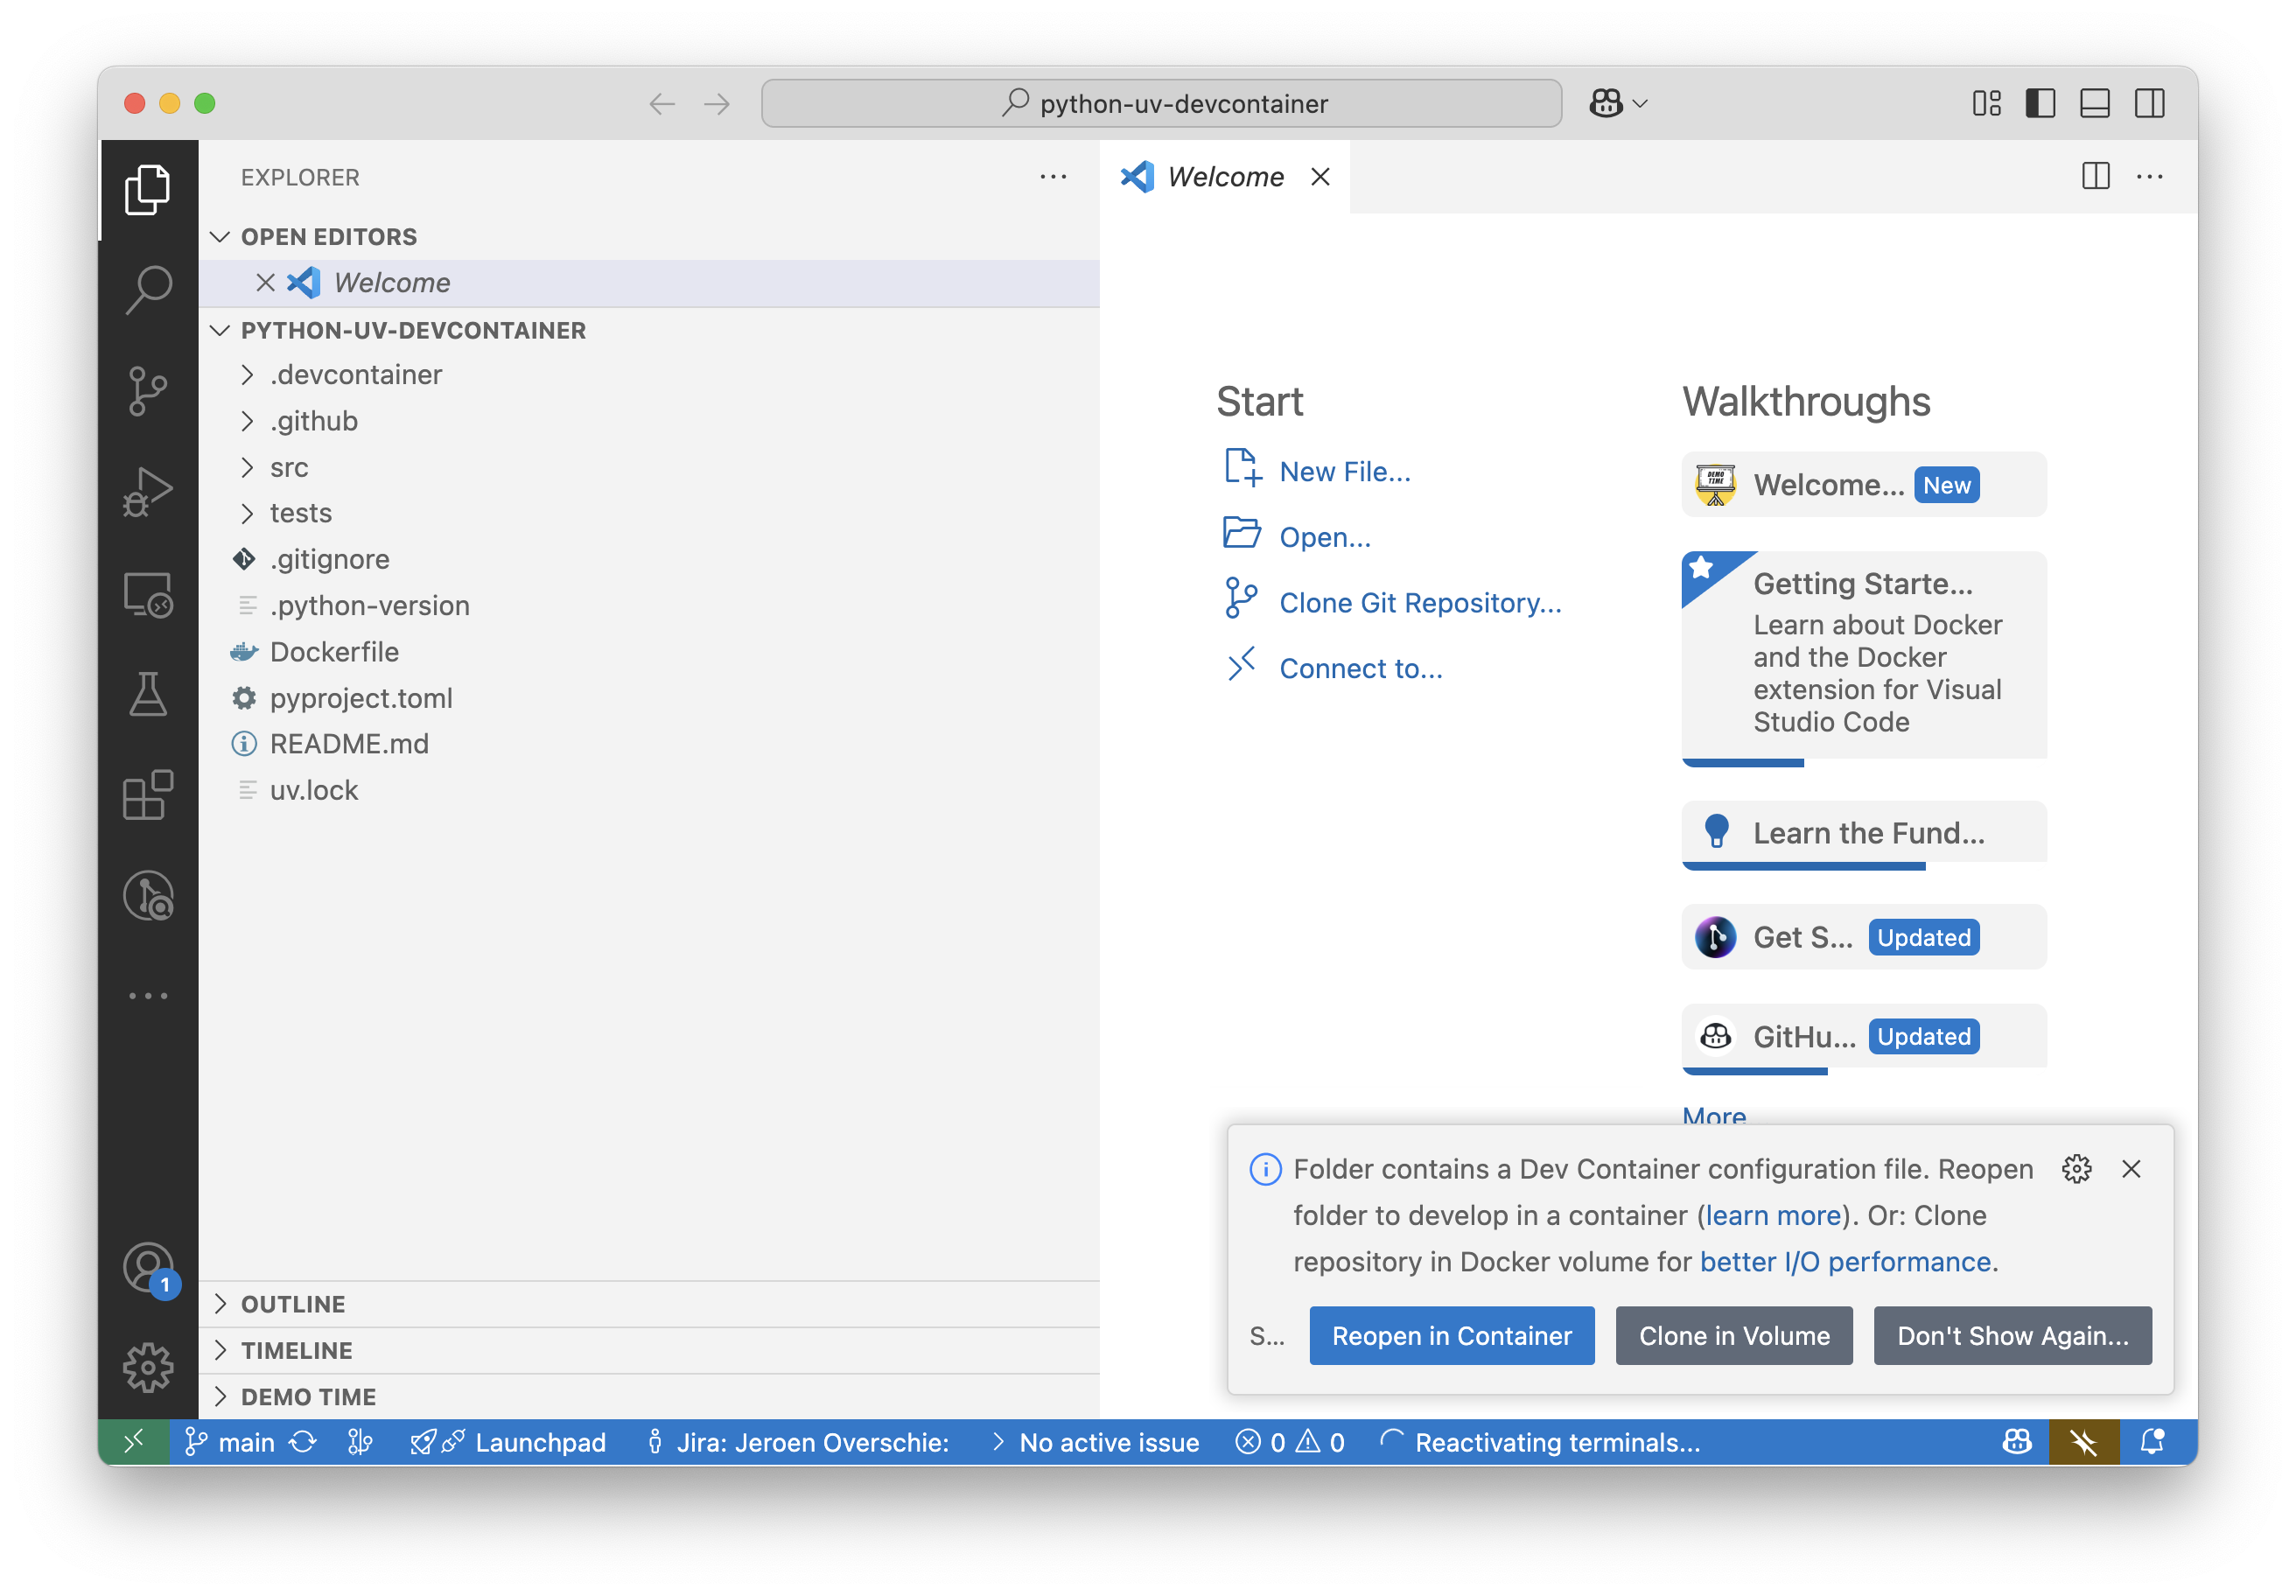 python-uv-devcontainer
EXPLORER
OPEN EDITORS
Welcome
PYTHON-UV-DEVCONTAINER
.devcontainer
.github
src
tests
.gitignore
.python-version
Dockerfile
pyproject.toml
README.md
uv.lock
OUTLINE
TIMELINE
DEMO TIME
1
Welcome
Start
New File...
Open...
Clone Git Repository...
Connect to...
Walkthroughs
DEMO
TIME
Welcome... New
Getting Starte...
Learn about Docker
and the Docker
extension for Visual
Studio Code
Learn the Fund...
Get S... Updated
GitHu... Updated
More
Folder contains a Dev Container configuration file. Reopen
folder to develop in a container (learn more). Or: Clone
repository in Docker volume for better I/O performance.
S... Reopen in Container Clone in Volume Don't Show Again...
main Launchpad Jira: Jeroen Overschie: No active issue 0 0 Reactivating terminals...